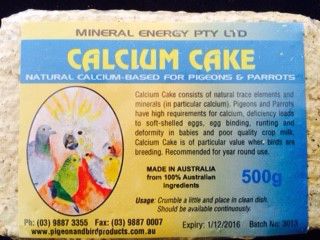 MINERAL ENERGY PTY LTD
CALCIUM CAKE
NATURAL CALCIUM-BASED FOR PIGEONS & PARROTS
Calcium Cake consists of natural trace elements and
minerals (in particular calcium). Pigeons and Parrots
have high requirements for calcium, deficiency leads
to soft-shelled eggs, egg binding, runting and
deformity in babies and poor quality crop milk.
Calcium Cake is of particular value wher. birds are
breeding. Recommended for year round use.
MADE IN AUSTRALIA
from 100% Australian
ingredients
500g
Usage: Crumble a little and place in clean dish.
Should be available continuously.
Ph: (03) 9887 3355 Fax: (03) 9887 0007
www.pigeonandbirdproducts.com.au
Expiry: 1/12/2016 Batch No: 3013